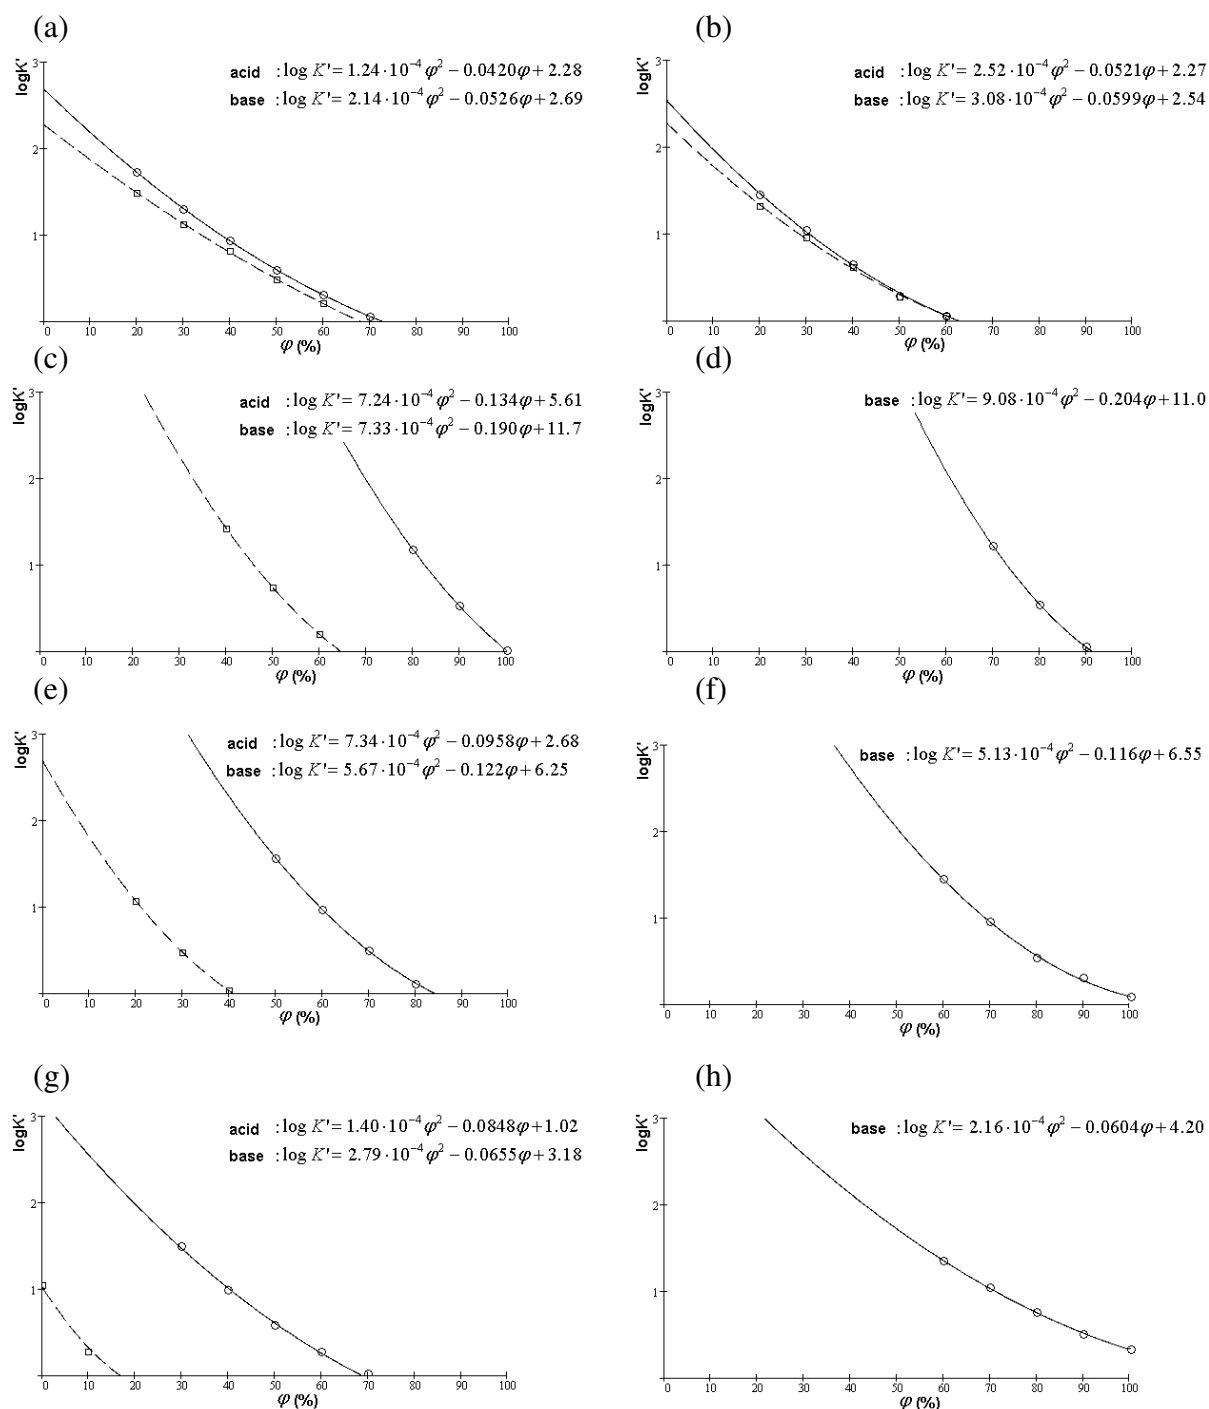 (a)
logK'
3
2
1
acid : log K' = 1.24·10⁻⁴ φ² − 0.0420φ + 2.28
base : log K' = 2.14·10⁻⁴ φ² − 0.0526φ + 2.69
0 10 20 30 40 50 60 70 80 90 100
φ (%)
(b)
logK'
3
2
1
acid : log K' = 2.52·10⁻⁴ φ² − 0.0521φ + 2.27
base : log K' = 3.08·10⁻⁴ φ² − 0.0599φ + 2.54
0 10 20 30 40 50 60 70 80 90 100
φ (%)
(c)
logK'
3
2
1
acid : log K' = 7.24·10⁻⁴ φ² − 0.134φ + 5.61
base : log K' = 7.33·10⁻⁴ φ² − 0.190φ + 11.7
0 10 20 30 40 50 60 70 80 90 100
φ (%)
(d)
logK'
3
2
1
base : log K' = 9.08·10⁻⁴ φ² − 0.204φ + 11.0
0 10 20 30 40 50 60 70 80 90 100
φ (%)
(e)
logK'
3
2
1
acid : log K' = 7.34·10⁻⁴ φ² − 0.0958φ + 2.68
base : log K' = 5.67·10⁻⁴ φ² − 0.122φ + 6.25
0 10 20 30 40 50 60 70 80 90 100
φ (%)
(f)
logK'
3
2
1
base : log K' = 5.13·10⁻⁴ φ² − 0.116φ + 6.55
0 10 20 30 40 50 60 70 80 90 100
φ (%)
(g)
logK'
3
2
1
acid : log K' = 1.40·10⁻⁴ φ² − 0.0848φ + 1.02
base : log K' = 2.79·10⁻⁴ φ² − 0.0655φ + 3.18
0 10 20 30 40 50 60 70 80 90 100
φ (%)
(h)
logK'
3
2
1
base : log K' = 2.16·10⁻⁴ φ² − 0.0604φ + 4.20
0 10 20 30 40 50 60 70 80 90 100
φ (%)